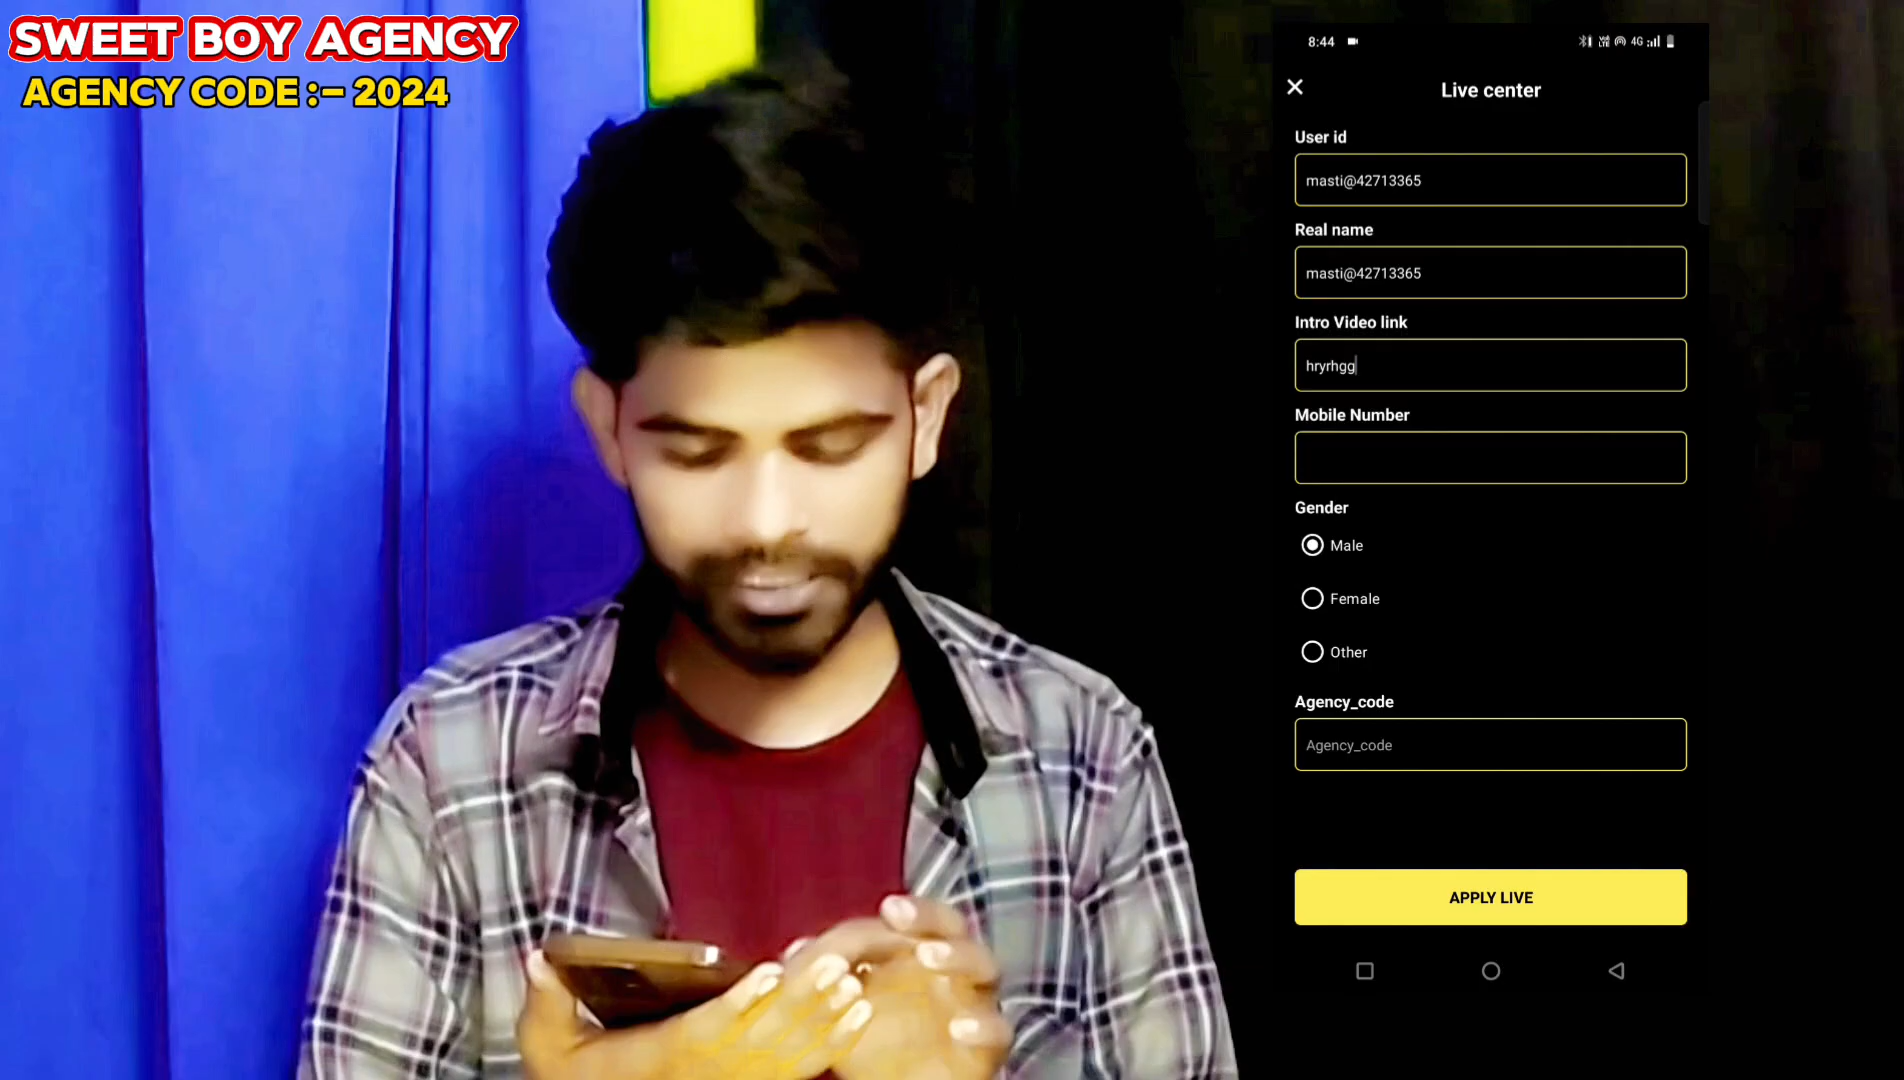 SWEET BOY AGENCY
AGENCY CODE :- 2024
8:44
4G
Live center
User id
masti@42713365
Real name
masti@42713365
Intro Video link
hryrhgg
Mobile Number
Gender
Male
Female
Other
Agency_code
Agency_code
APPLY LIVE